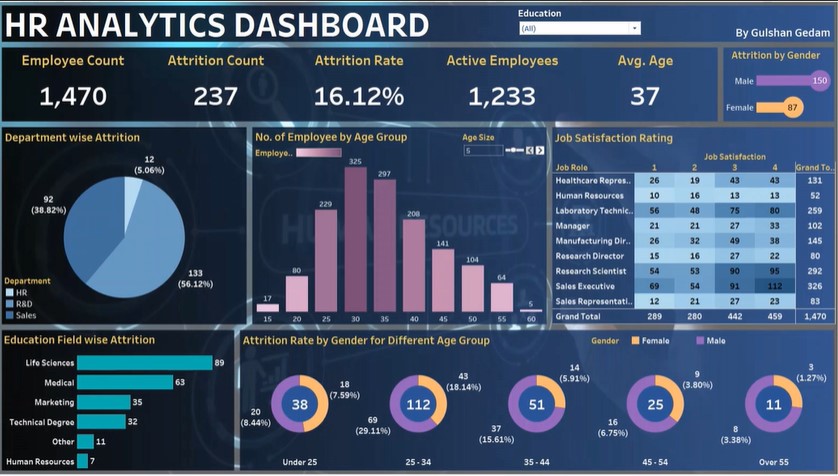 HR ANALYTICS DASHBOARD
Education
(All)
By Gulshan Gedam
Employee Count
1,470
Attrition Count
237
Attrition Rate
16.12%
Active Employees
1,233
Avg. Age
37
Attrition by Gender
Male 150
Female 87
Department wise Attrition
12
(5.06%)
92
(38.82%)
133
(56.12%)
Department
HR
R&D
Sales
No. of Employee by Age Group
Employe..
Age Size
5
17
80
229
325
297
208
141
104
64
5
15 20 25 30 35 40 45 50 55 60
Job Satisfaction Rating
Job Satisfaction
Job Role 1 2 3 4 Grand To..
Healthcare Repres.. 26 19 43 43 131
Human Resources 10 16 13 13 52
Laboratory Technic.. 56 48 75 80 259
Manager 21 21 27 33 102
Manufacturing Dir.. 26 32 49 38 145
Research Director 15 16 27 22 80
Research Scientist 54 53 90 95 292
Sales Executive 69 54 91 112 326
Sales Representati.. 12 21 27 23 83
Grand Total 289 280 442 459 1,470
Education Field wise Attrition
Life Sciences 89
Medical 63
Marketing 35
Technical Degree 32
Other 11
Human Resources 7
Attrition Rate by Gender for Different Age Group
Gender Female Male
18
(7.59%)
38
20
(8.44%)
Under 25
43
(18.14%)
112
69
(29.11%)
25 - 34
14
(5.91%)
51
37
(15.61%)
35 - 44
9
(3.80%)
25
16
(6.75%)
45 - 54
3
(1.27%)
11
8
(3.38%)
Over 55